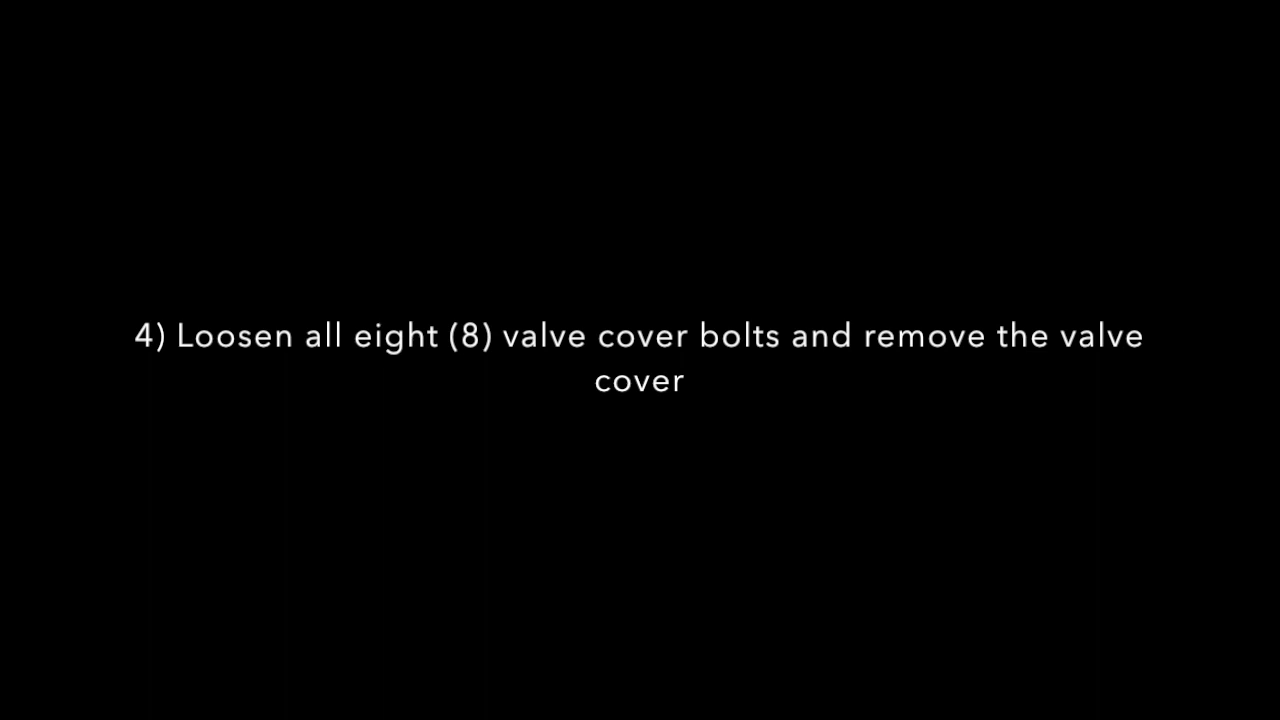 4) Loosen all eight (8) valve cover bolts and remove the valve
cover